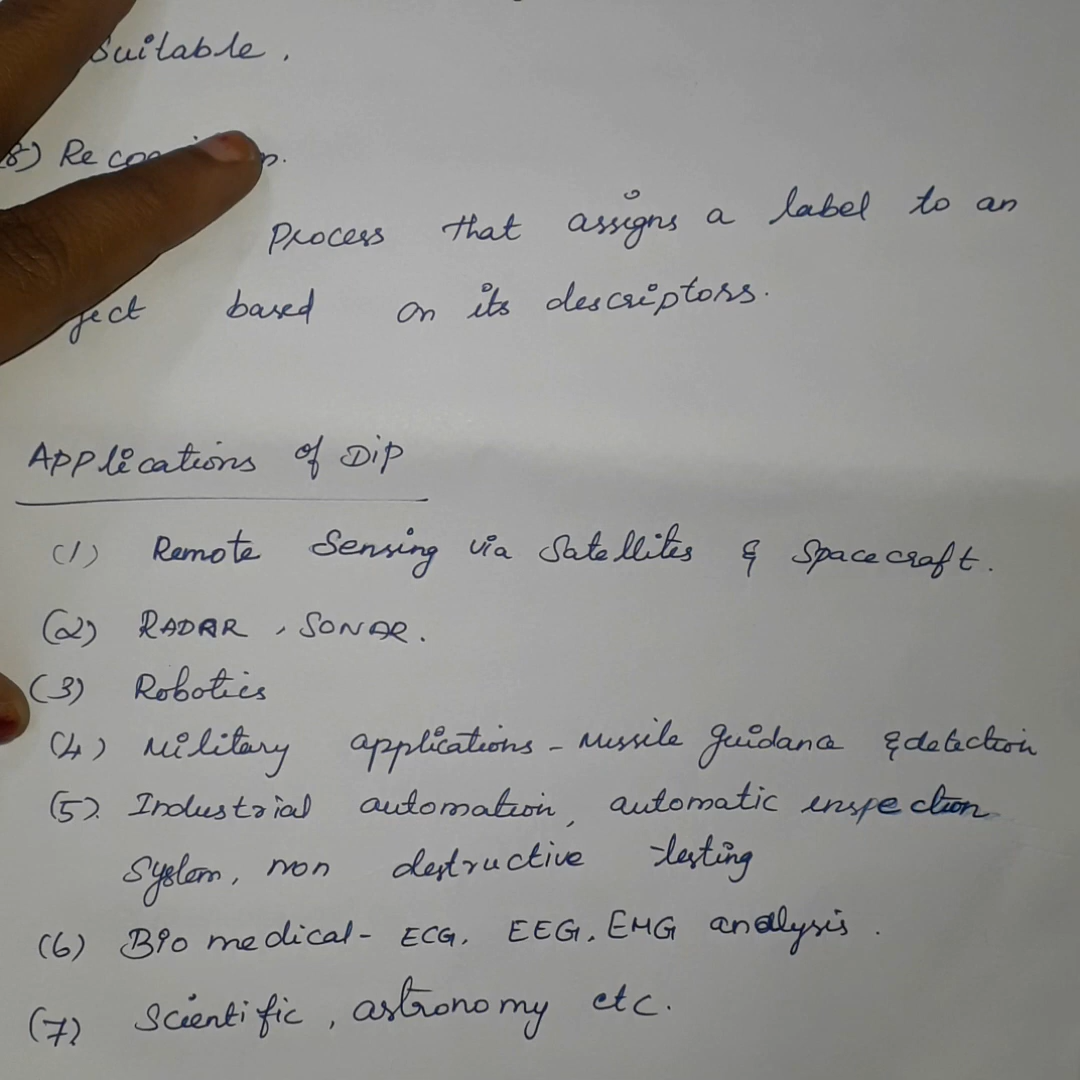 Suitable.
8) Recognition.
Process that assigns a label to an
ject based on its descriptors.
Applications of DIP
(1) Remote Sensing via Satellites & Spacecraft.
(2) RADAR, SONAR.
(3) Robotics
(4) Military applications - Missile guidance & detection
(5). Industrial automation, automatic inspection
System, non destructive testing
(6) Bio medical - ECG, EEG, EMG analysis.
(7) Scientific, astronomy etc.